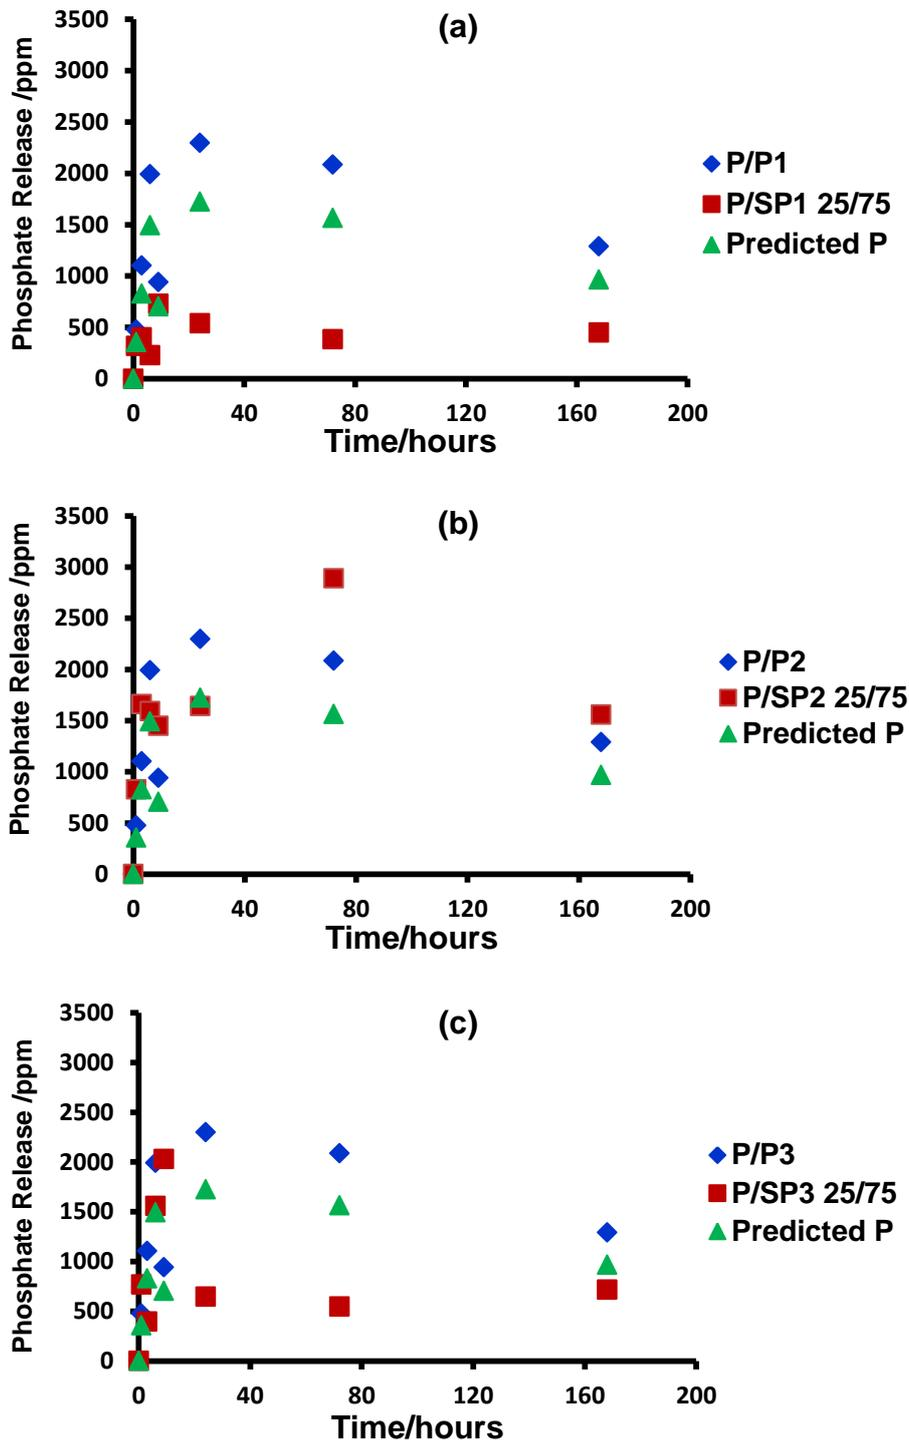 (a)
Phosphate Release /ppm
3500
3000
2500
2000
1500
1000
500
0
0 40 80 120 160 200
Time/hours
P/P1
P/SP1 25/75
Predicted P
(b)
Phosphate Release /ppm
3500
3000
2500
2000
1500
1000
500
0
0 40 80 120 160 200
Time/hours
P/P2
P/SP2 25/75
Predicted P
(c)
Phosphate Release /ppm
3500
3000
2500
2000
1500
1000
500
0
0 40 80 120 160 200
Time/hours
P/P3
P/SP3 25/75
Predicted P